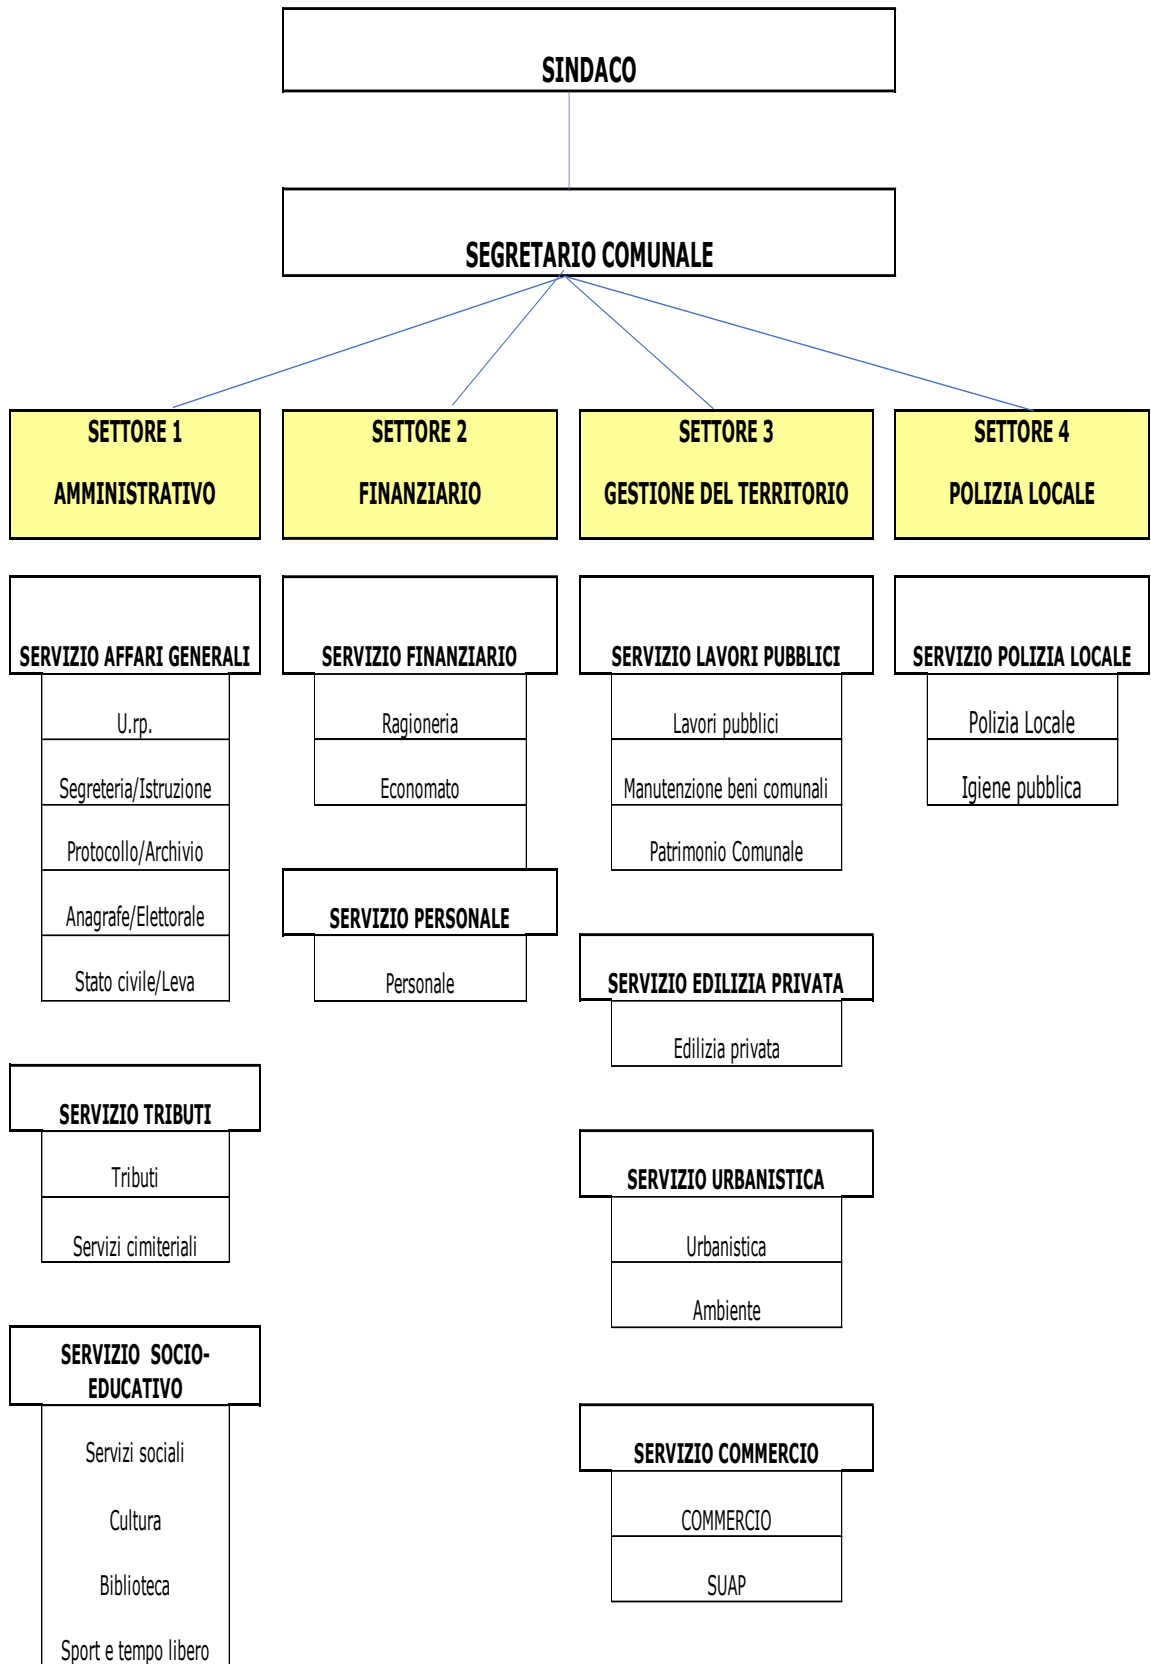 SINDACO
SEGRETARIO COMUNALE
SETTORE 1
AMMINISTRATIVO
SETTORE 2
FINANZIARIO
SETTORE 3
GESTIONE DEL TERRITORIO
SETTORE 4
POLIZIA LOCALE
SERVIZIO AFFARI GENERALI
U.rp.
Segreteria/Istruzione
Protocollo/Archivio
Anagrafe/Elettorale
Stato civile/Leva
SERVIZIO TRIBUTI
Tributi
Servizi cimiteriali
SERVIZIO SOCIO-
EDUCATIVO
Servizi sociali
Cultura
Biblioteca
Sport e tempo libero
SERVIZIO FINANZIARIO
Ragioneria
Economato
SERVIZIO PERSONALE
Personale
SERVIZIO LAVORI PUBBLICI
Lavori pubblici
Manutenzione beni comunali
Patrimonio Comunale
SERVIZIO EDILIZIA PRIVATA
Edilizia privata
SERVIZIO URBANISTICA
Urbanistica
Ambiente
SERVIZIO COMMERCIO
COMMERCIO
SUAP
SERVIZIO POLIZIA LOCALE
Polizia Locale
Igiene pubblica